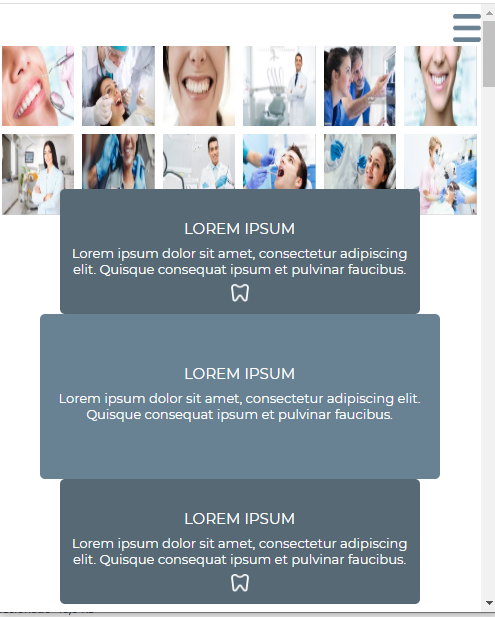 LOREM IPSUM
Lorem ipsum dolor sit amet, consectetur adipiscing
elit. Quisque consequat ipsum et pulvinar faucibus.
LOREM IPSUM
Lorem ipsum dolor sit amet, consectetur adipiscing elit.
Quisque consequat ipsum et pulvinar faucibus.
LOREM IPSUM
Lorem ipsum dolor sit amet, consectetur adipiscing
elit. Quisque consequat ipsum et pulvinar faucibus.